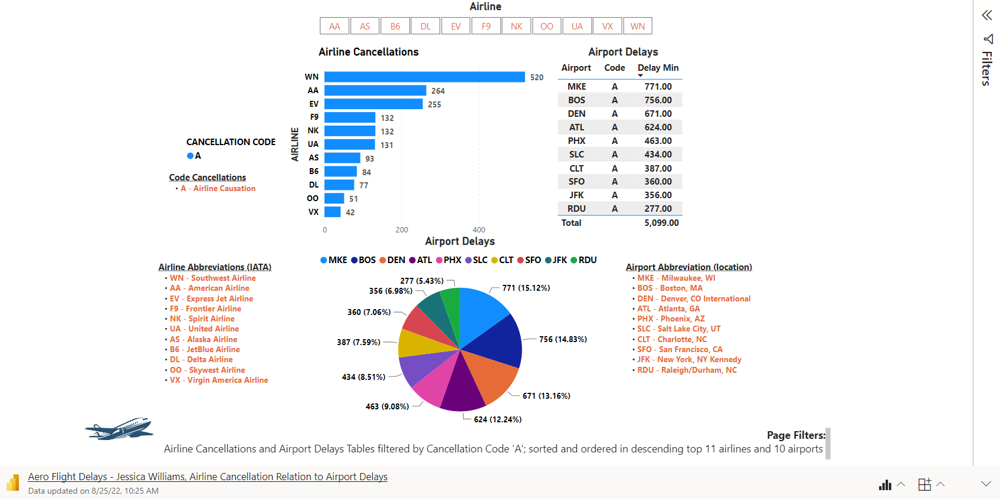 Airline
AA AS B6 DL EV F9 NK OO UA VX WN
Airline Cancellations
WN 520
AA 264
EV 255
F9 132
NK 132
UA 131
AS 93
B6 84
DL 77
OO 51
VX 42
0 200 400
AIRLINE
CANCELLATION CODE
A
Code Cancellations
• A - Airline Causation
Airport Delays
Airport Code Delay Min
MKE A 771.00
BOS A 756.00
DEN A 671.00
ATL A 624.00
PHX A 463.00
SLC A 434.00
CLT A 387.00
SFO A 360.00
JFK A 356.00
RDU A 277.00
Total 5,099.00
Airport Delays
MKE BOS DEN ATL PHX SLC CLT SFO JFK RDU
771 (15.12%)
756 (14.83%)
671 (13.16%)
624 (12.24%)
463 (9.08%)
434 (8.51%)
387 (7.59%)
360 (7.06%)
356 (6.98%)
277 (5.43%)
Airline Abbreviations (IATA)
• WN - Southwest Airline
• AA - American Airline
• EV - Express Jet Airline
• F9 - Frontier Airline
• NK - Spirit Airline
• UA - United Airline
• AS - Alaska Airline
• B6 - JetBlue Airline
• DL - Delta Airline
• OO - Skywest Airline
• VX - Virgin America Airline
Airport Abbreviation (location)
• MKE - Milwaukee, WI
• BOS - Boston, MA
• DEN - Denver, CO International
• ATL - Atlanta, GA
• PHX - Phoenix, AZ
• SLC - Salt Lake City, UT
• CLT - Charlotte, NC
• SFO - San Francisco, CA
• JFK - New York, NY Kennedy
• RDU - Raleigh/Durham, NC
Page Filters:
Airline Cancellations and Airport Delays Tables filtered by Cancellation Code 'A'; sorted and ordered in descending top 11 airlines and 10 airports
Filters
Aero Flight Delays - Jessica Williams, Airline Cancellation Relation to Airport Delays
Data updated on 8/25/22, 10:25 AM